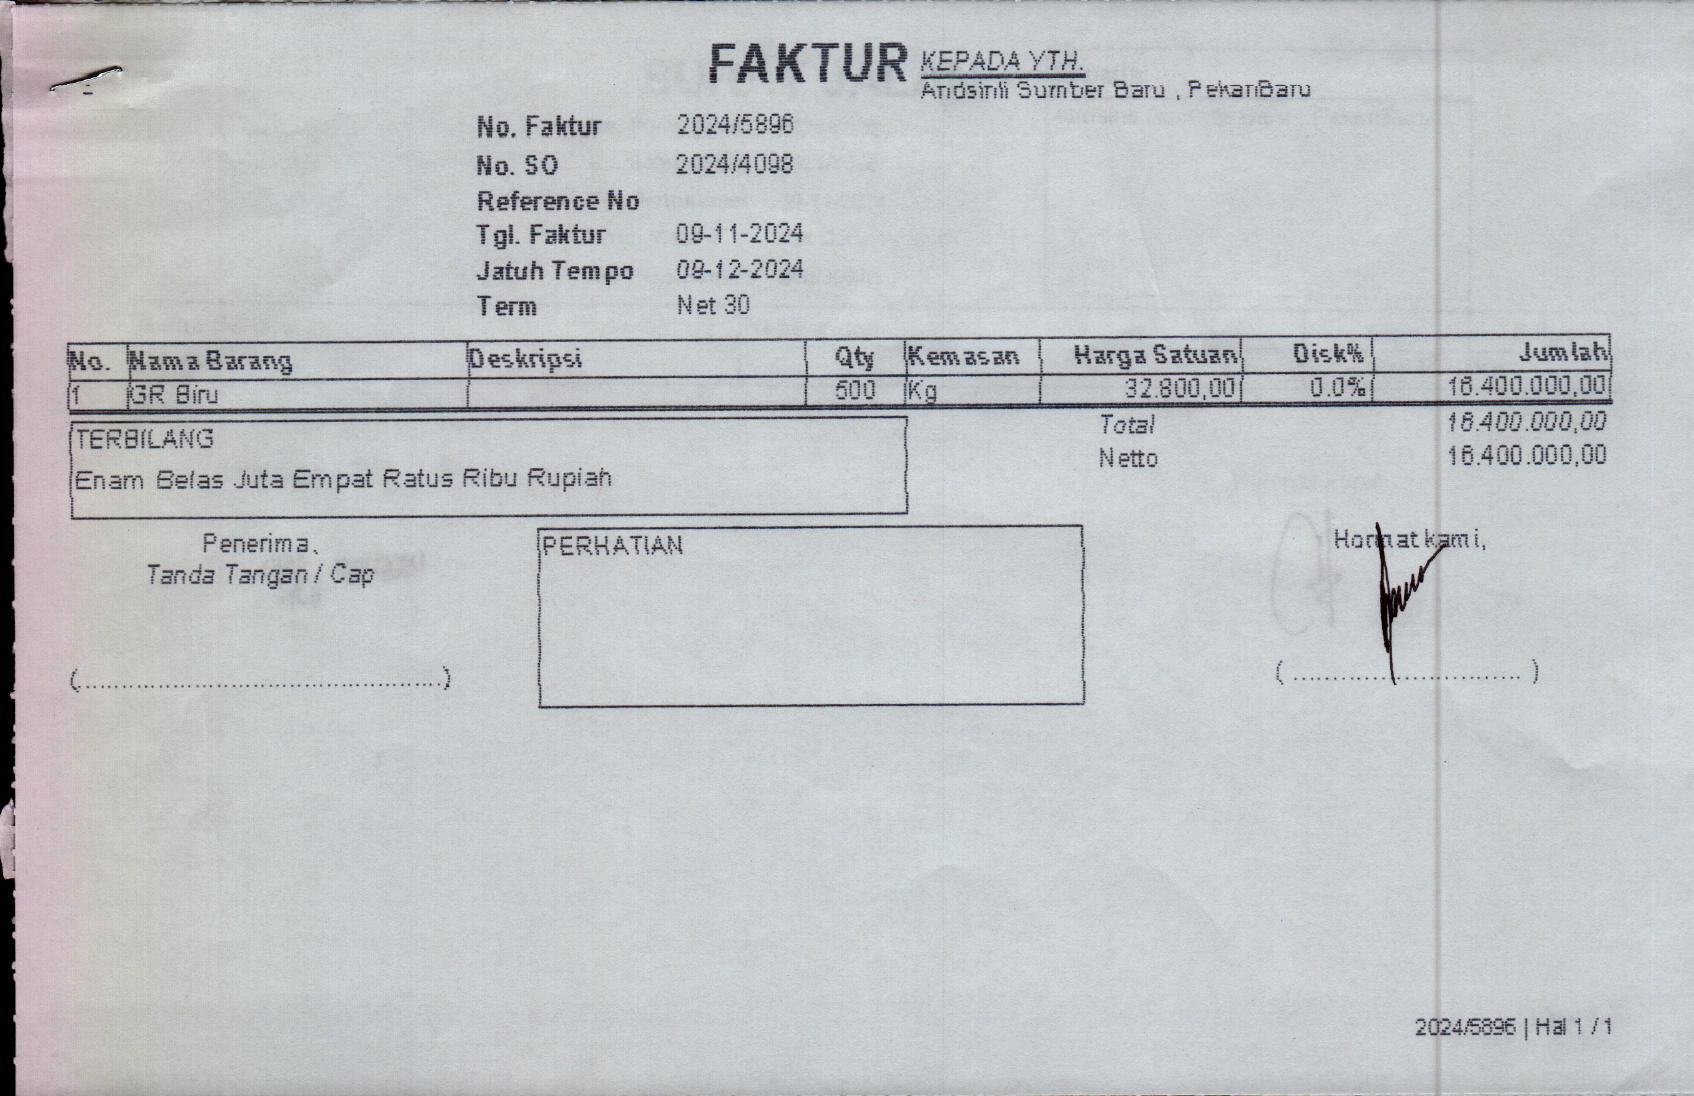 FAKTUR KEPADA YTH.
Andsinli Sumber Baru , PekanBaru
No. Faktur 2024/5896
No. SO 2024/4098
Reference No
Tgl. Faktur 09-11-2024
Jatuh Tempo 09-12-2024
Term Net 30
No. Nama Barang Deskripsi Qty Kemasan Harga Satuan Disk% Jumlah
1 GR Biru 500 Kg 32.800,00 0.0% 16.400.000,00
Total 16.400.000,00
TERBILANG
Netto 16.400.000,00
Enam Belas Juta Empat Ratus Ribu Rupiah
Penerima, PERHATIAN Hormat kami,
Tanda Tangan / Cap
(................................................) (..............................)
2024/5896 | Hal 1 / 1